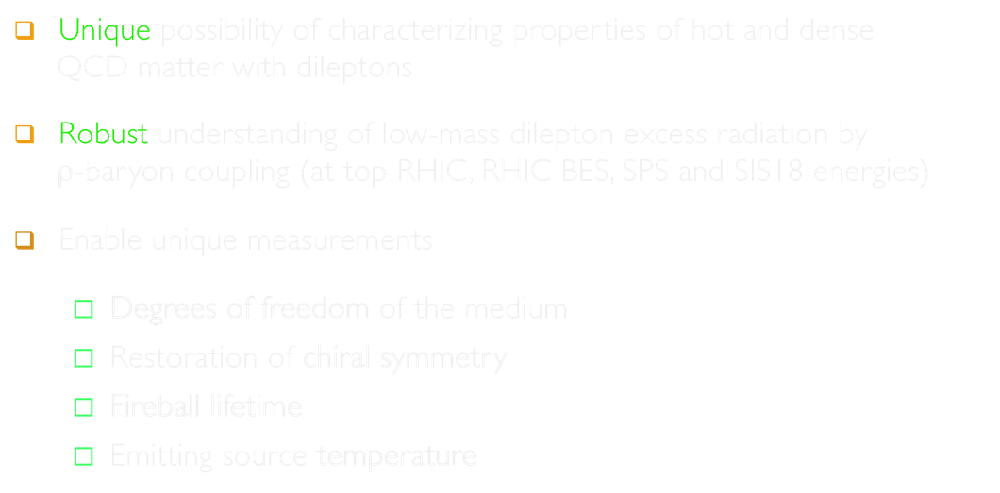 Unique possibility of characterizing properties of hot and dense
QCD matter with dileptons
Robust understanding of low-mass dilepton excess radiation by
ρ-baryon coupling (at top RHIC, RHIC BES, SPS and SIS18 energies)
Enable unique measurements
Degrees of freedom of the medium
Restoration of chiral symmetry
Fireball lifetime
Emitting source temperature